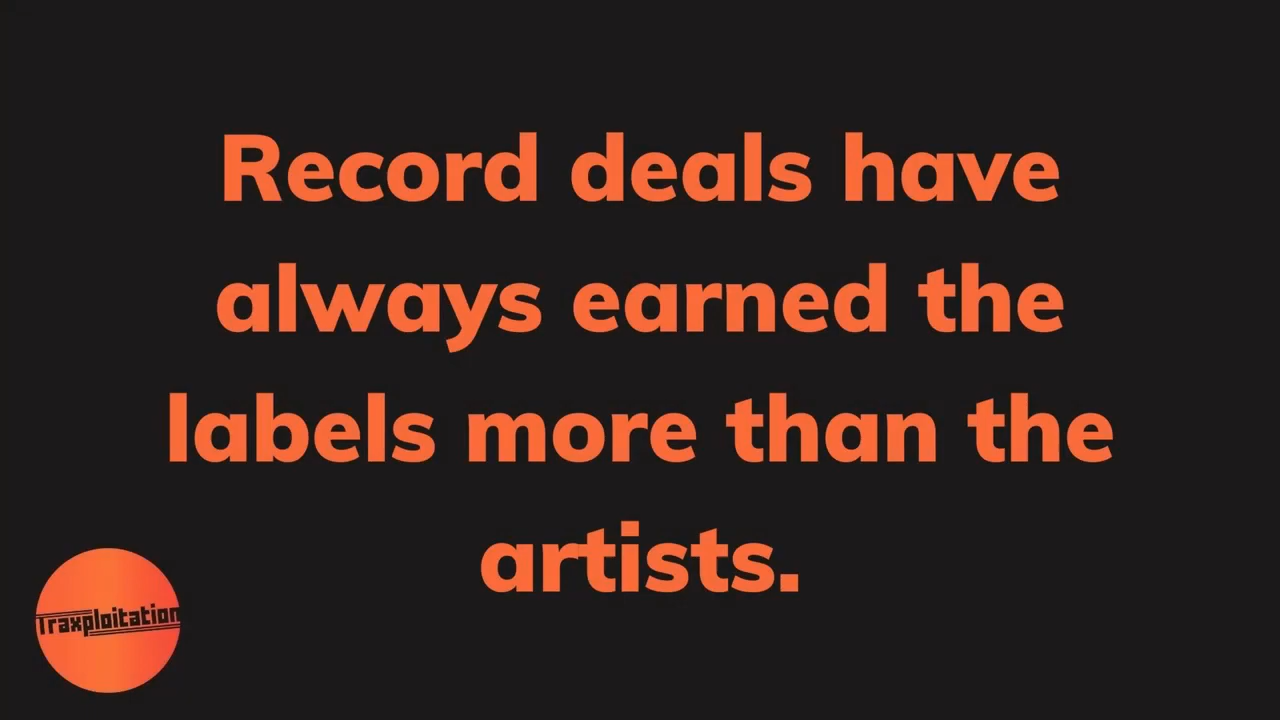 Record deals have
always earned the
labels more than the
artists.
Traxploitation